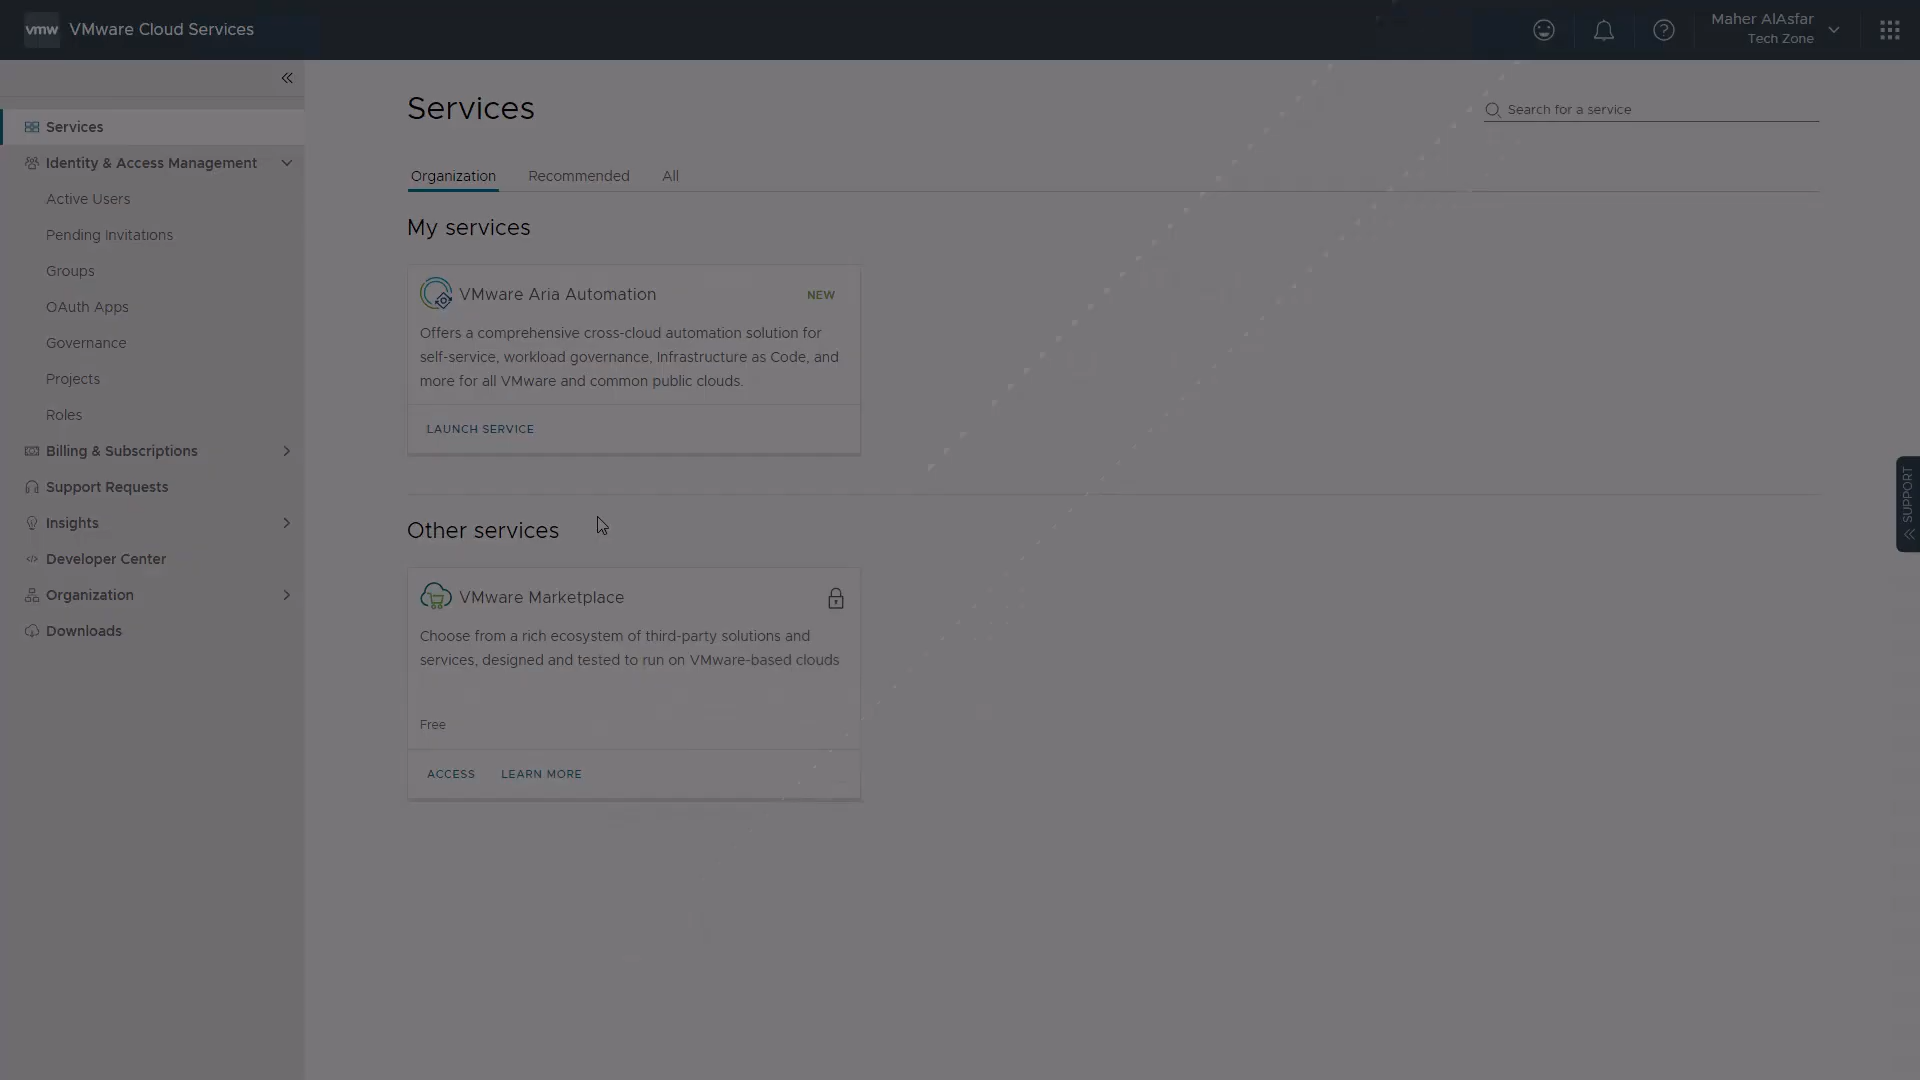 vmw VMware Cloud Services
Maher AlAsfar
Tech Zone
Services
Identity & Access Management
Active Users
Pending Invitations
Groups
OAuth Apps
Governance
Projects
Roles
Billing & Subscriptions
Support Requests
Insights
Developer Center
Organization
Downloads
Services
Search for a service
Organization Recommended All
My services
VMware Aria Automation NEW
Offers a comprehensive cross-cloud automation solution for
self-service, workload governance, Infrastructure as Code, and
more for all VMware and common public clouds.
LAUNCH SERVICE
Other services
VMware Marketplace
Choose from a rich ecosystem of third-party solutions and
services, designed and tested to run on VMware-based clouds
Free
ACCESS LEARN MORE
SUPPORT